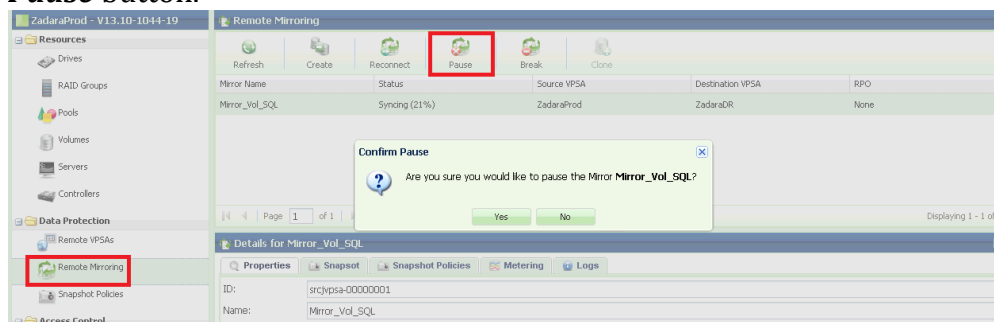 Pause button.
ZadaraProd - V13.10-1044-19
Remote Mirroring
Resources
Drives
RAID Groups
Pools
Volumes
Servers
Controllers
Data Protection
Remote VPSAs
Remote Mirroring
Snapshot Policies
Access Control
Refresh Create Reconnect Pause Break Clone
Mirror Name Status Source VPSA Destination VPSA RPO
Mirror_Vol_SQL Syncing (21%) ZadaraProd ZadaraDR None
Confirm Pause
Are you sure you would like to pause the Mirror Mirror_Vol_SQL?
Yes No
Page 1 of 1
Displaying 1 - 1 of
Details for Mirror_Vol_SQL
Properties Snapsot Snapshot Policies Metering Logs
ID: srcjvpsa-00000001
Name: Mirror_Vol_SQL